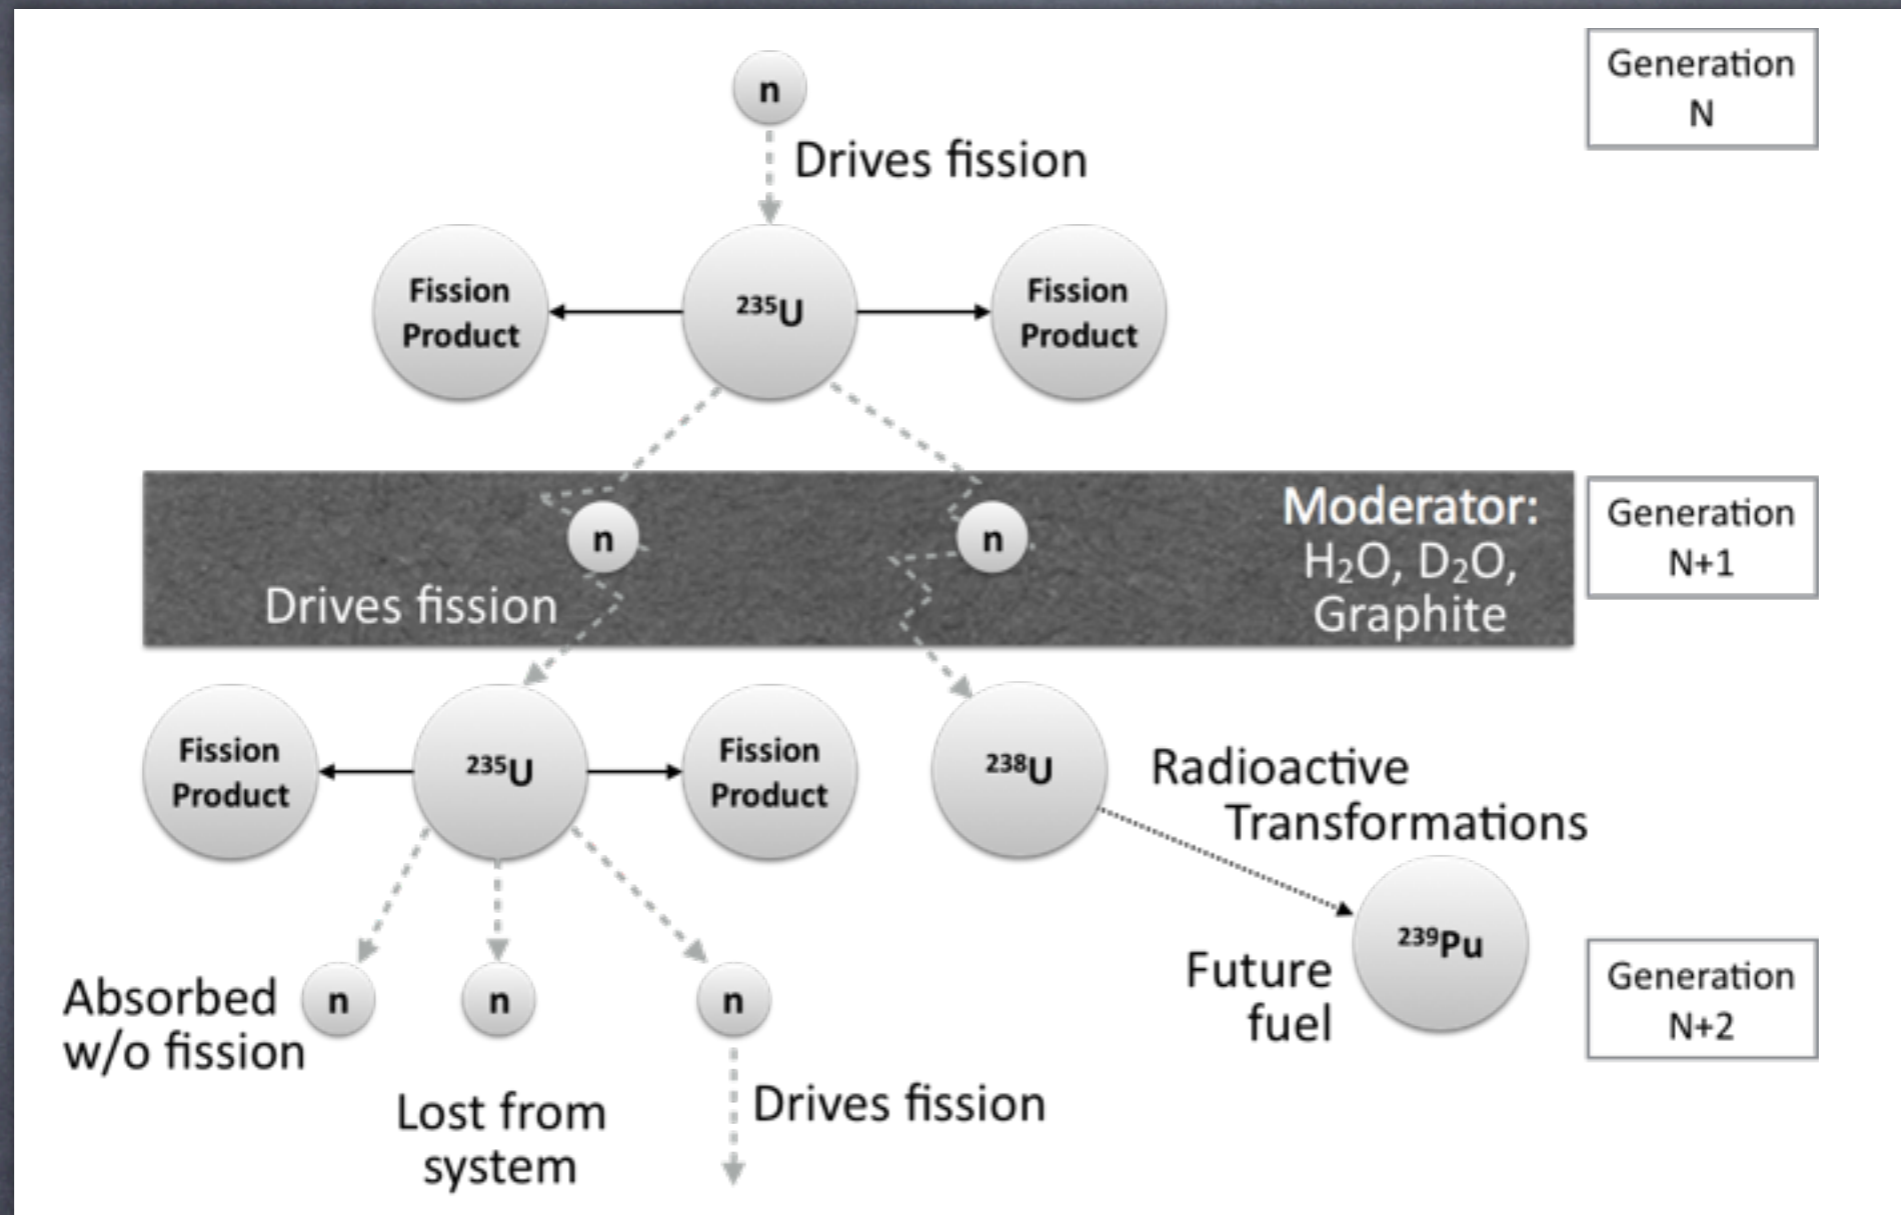 n
Generation
N
Drives fission
Fission
Product
²³⁵U
Fission
Product
n
n
Moderator:
H₂O, D₂O,
Graphite
Drives fission
Generation
N+1
Fission
Product
²³⁵U
Fission
Product
²³⁸U
Radioactive
Transformations
²³⁹Pu
Future
fuel
Generation
N+2
Absorbed
w/o fission
n
n
n
Lost from
system
Drives fission